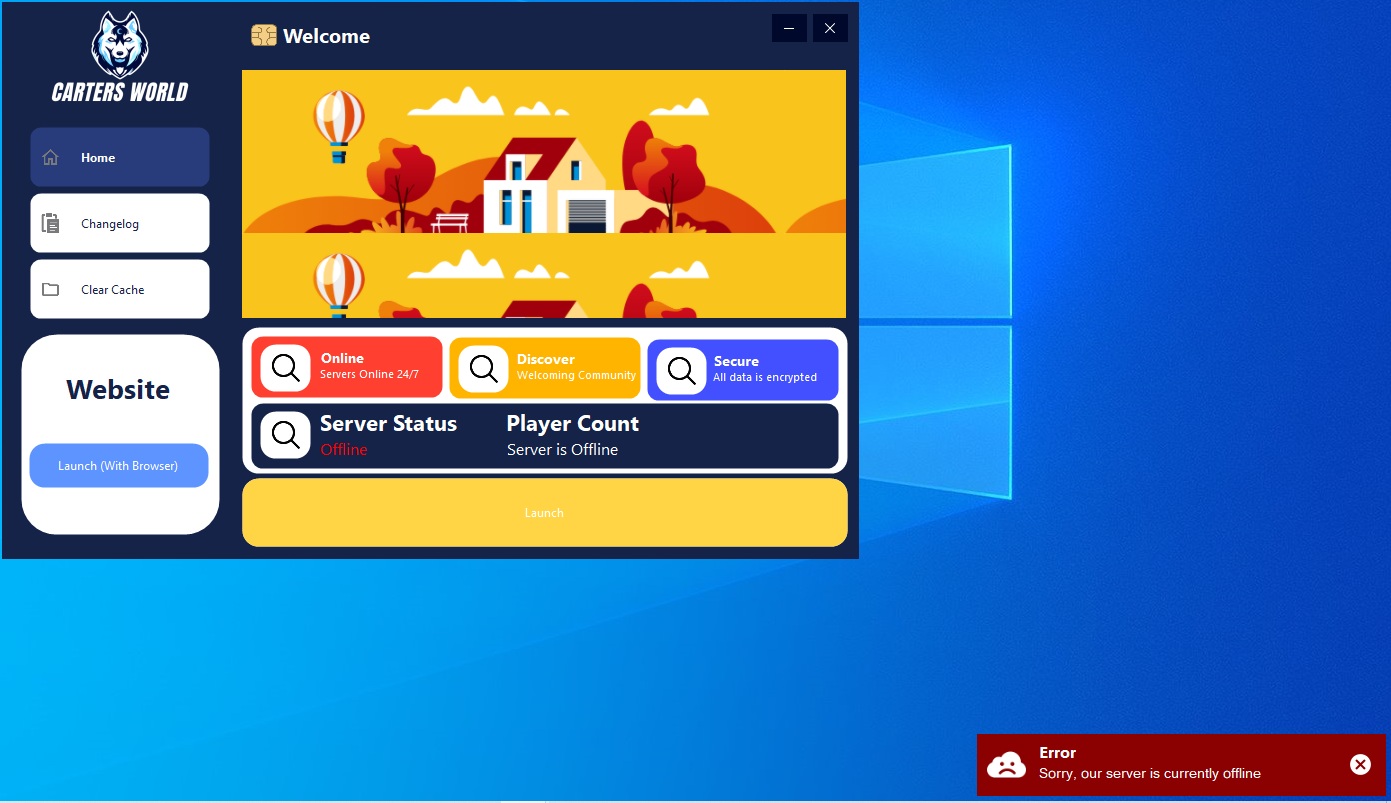 CARTERS WORLD
Welcome
Home
Changelog
Clear Cache
Website
Launch (With Browser)
Online
Servers Online 24/7
Discover
Welcoming Community
Secure
All data is encrypted
Server Status
Offline
Player Count
Server is Offline
Launch
Error
Sorry, our server is currently offline